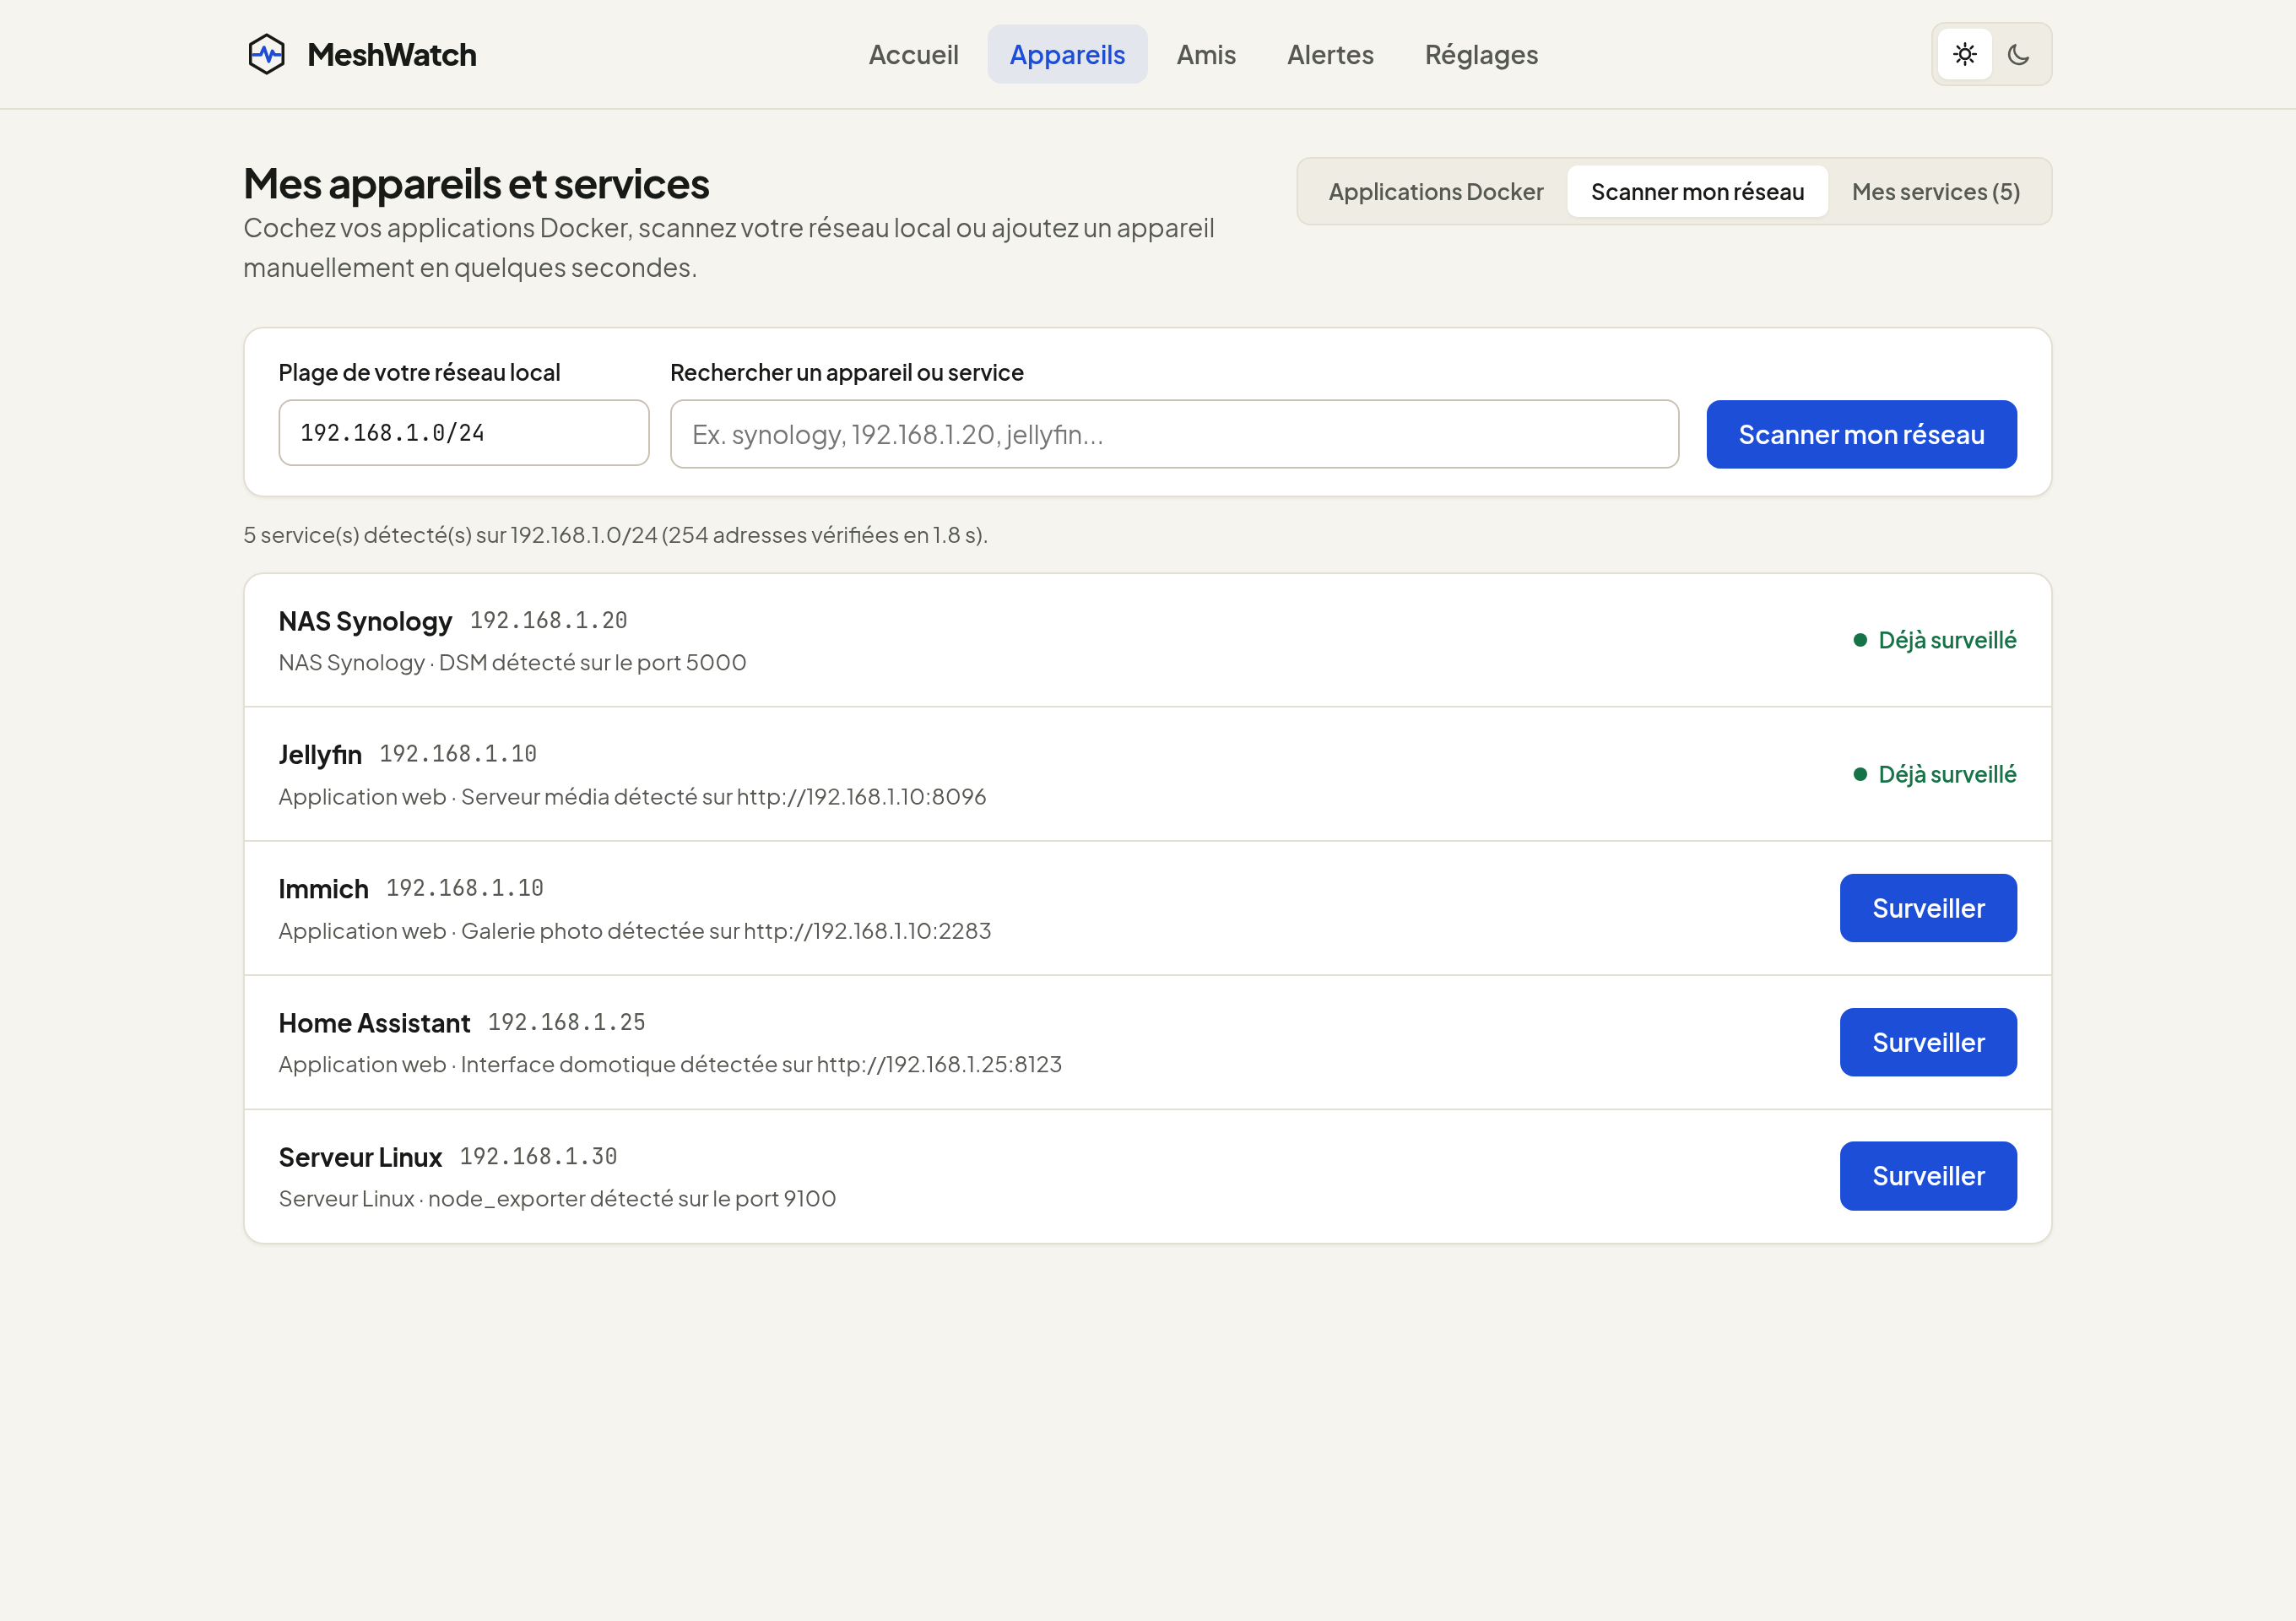 MeshWatch
Accueil
Appareils
Amis
Alertes
Réglages
Mes appareils et services
Cochez vos applications Docker, scannez votre réseau local ou ajoutez un appareil
manuellement en quelques secondes.
Applications Docker
Scanner mon réseau
Mes services (5)
Plage de votre réseau local
192.168.1.0/24
Rechercher un appareil ou service
Ex. synology, 192.168.1.20, jellyfin...
Scanner mon réseau
5 service(s) détecté(s) sur 192.168.1.0/24 (254 adresses vérifiées en 1.8 s).
NAS Synology 192.168.1.20
NAS Synology · DSM détecté sur le port 5000
Déjà surveillé
Jellyfin 192.168.1.10
Application web · Serveur média détecté sur http://192.168.1.10:8096
Déjà surveillé
Immich 192.168.1.10
Application web · Galerie photo détectée sur http://192.168.1.10:2283
Surveiller
Home Assistant 192.168.1.25
Application web · Interface domotique détectée sur http://192.168.1.25:8123
Surveiller
Serveur Linux 192.168.1.30
Serveur Linux · node_exporter détecté sur le port 9100
Surveiller